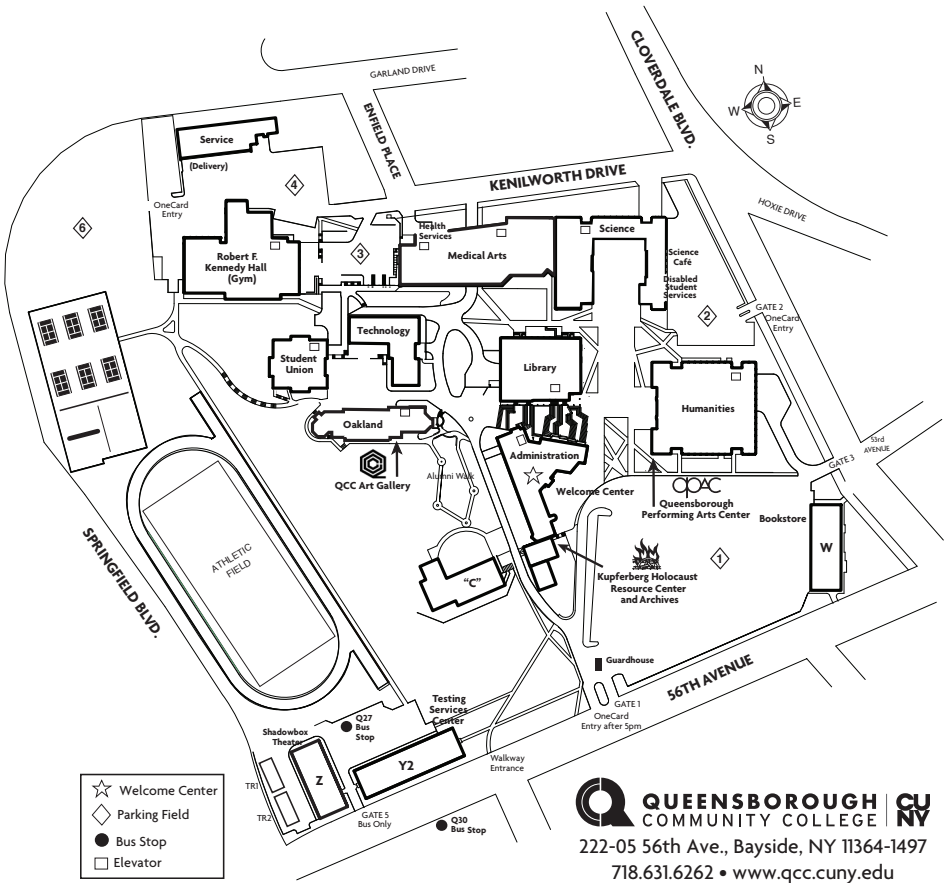 GARLAND DRIVE
ENFIELD PLACE
CLOVERDALE BLVD.
N
W
E
S
KENILWORTH DRIVE
HOXIE DRIVE
Service
(Delivery)
OneCard
Entry
4
6
3
Robert F.
Kennedy Hall
(Gym)
Health
Services
Medical Arts
Science
Science
Café
Disabled
Student
Services
2
GATE 2
OneCard
Entry
Technology
Student
Union
Library
Humanities
Oakland
QCC Art Gallery
Alumni Walk
Administration
Welcome Center
QPAC
Queensborough
Performing Arts Center
53rd
AVENUE
GATE 3
Bookstore
W
1
Kupferberg Holocaust
Resource Center
and Archives
"C"
ATHLETIC
FIELD
SPRINGFIELD BLVD.
Guardhouse
56TH AVENUE
GATE 1
OneCard
Entry after 5pm
Testing
Services
Center
Q27
Bus
Stop
Shadowbox
Theater
Z
Y2
Walkway
Entrance
TR1
TR2
GATE 5
Bus Only
Q30
Bus Stop
Welcome Center
Parking Field
Bus Stop
Elevator
QUEENSBOROUGH
COMMUNITY COLLEGE
CU
NY
222-05 56th Ave., Bayside, NY 11364-1497
718.631.6262 • www.qcc.cuny.edu